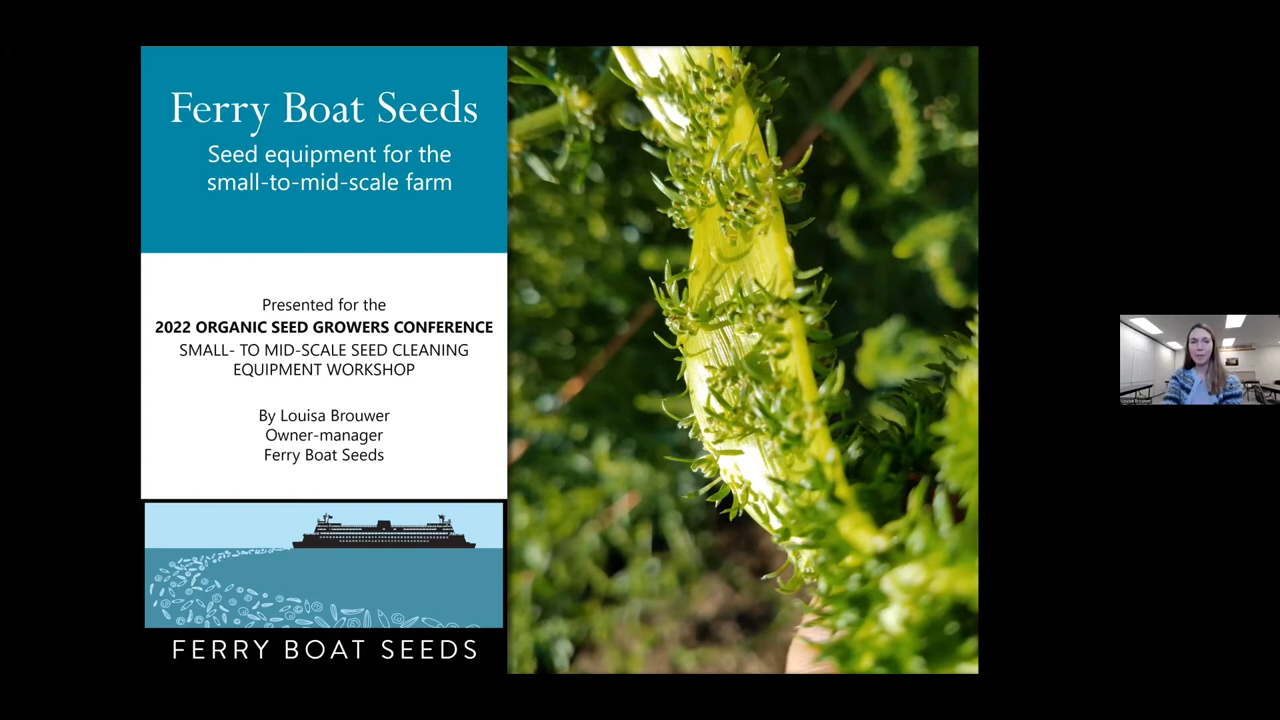 Ferry Boat Seeds
Seed equipment for the
small-to-mid-scale farm
Presented for the
2022 ORGANIC SEED GROWERS CONFERENCE
SMALL- TO MID-SCALE SEED CLEANING
EQUIPMENT WORKSHOP
By Louisa Brouwer
Owner-manager
Ferry Boat Seeds
FERRY BOAT SEEDS
Louisa Brouwer